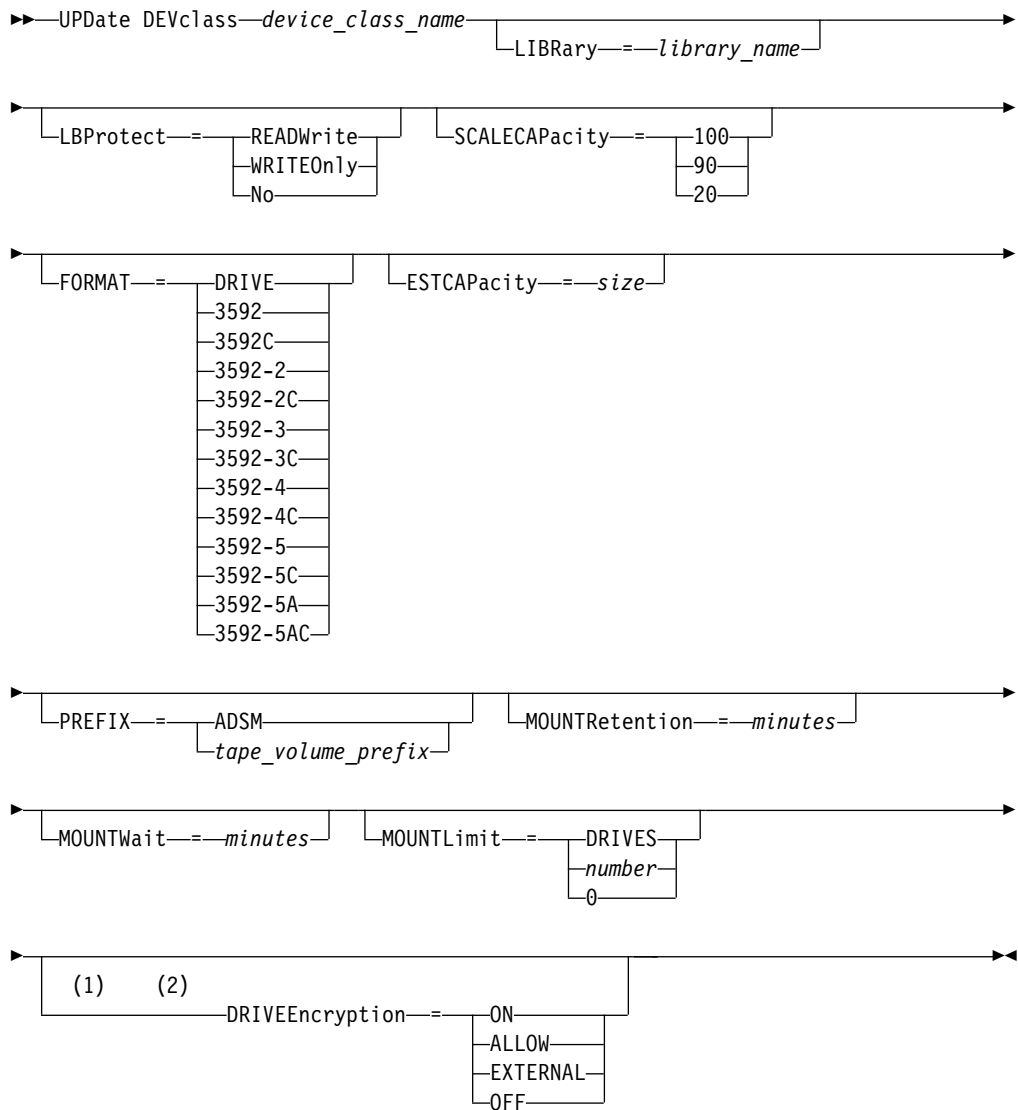 UPDate DEVclass device_class_name
LIBRary = library_name
LBProtect = READWrite
WRITEOnly
No
SCALECAPacity = 100
90
20
FORMAT = DRIVE
3592
3592C
3592-2
3592-2C
3592-3
3592-3C
3592-4
3592-4C
3592-5
3592-5C
3592-5A
3592-5AC
ESTCAPacity = size
PREFIX = ADSM
tape_volume_prefix
MOUNTRetention = minutes
MOUNTWait = minutes
MOUNTLimit = DRIVES
number
0
(1) (2)
DRIVEEncryption = ON
ALLOW
EXTERNAL
OFF